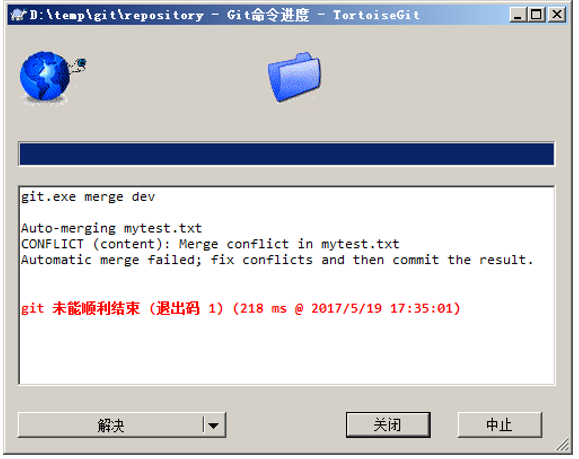 D:\temp\git\repository - Git命令进度 - TortoiseGit
git.exe merge dev
Auto-merging mytest.txt
CONFLICT (content): Merge conflict in mytest.txt
Automatic merge failed; fix conflicts and then commit the result.
git 未能顺利结束 (退出码 1) (218 ms @ 2017/5/19 17:35:01)
解决
关闭
中止